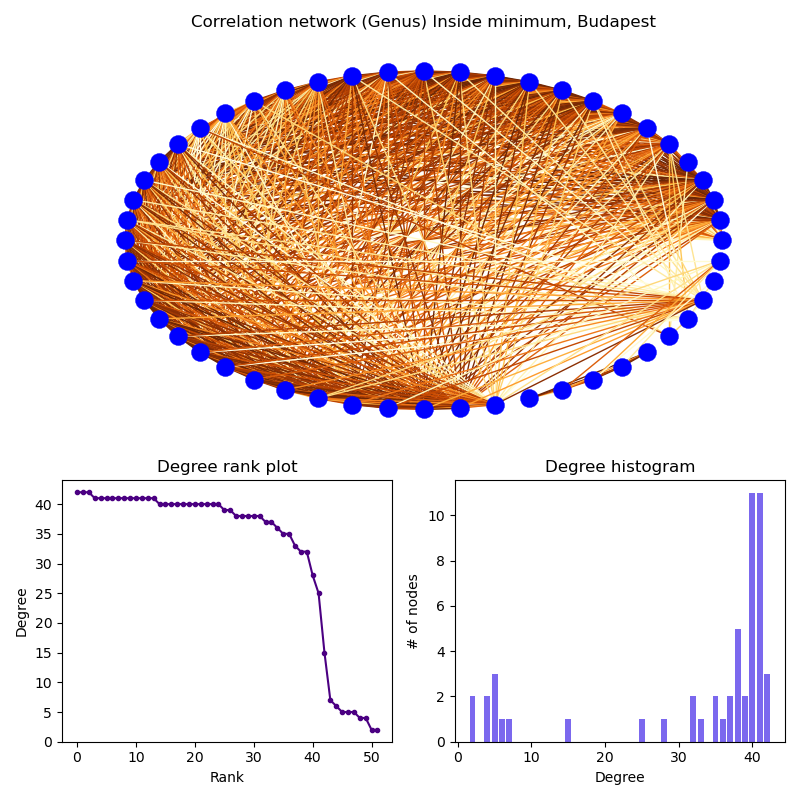 Correlation network (Genus) Inside minimum, Budapest
Degree rank plot
Degree
40
35
30
25
20
15
10
5
0
0 10 20 30 40 50
Rank
Degree histogram
# of nodes
10
8
6
4
2
0
0 10 20 30 40
Degree